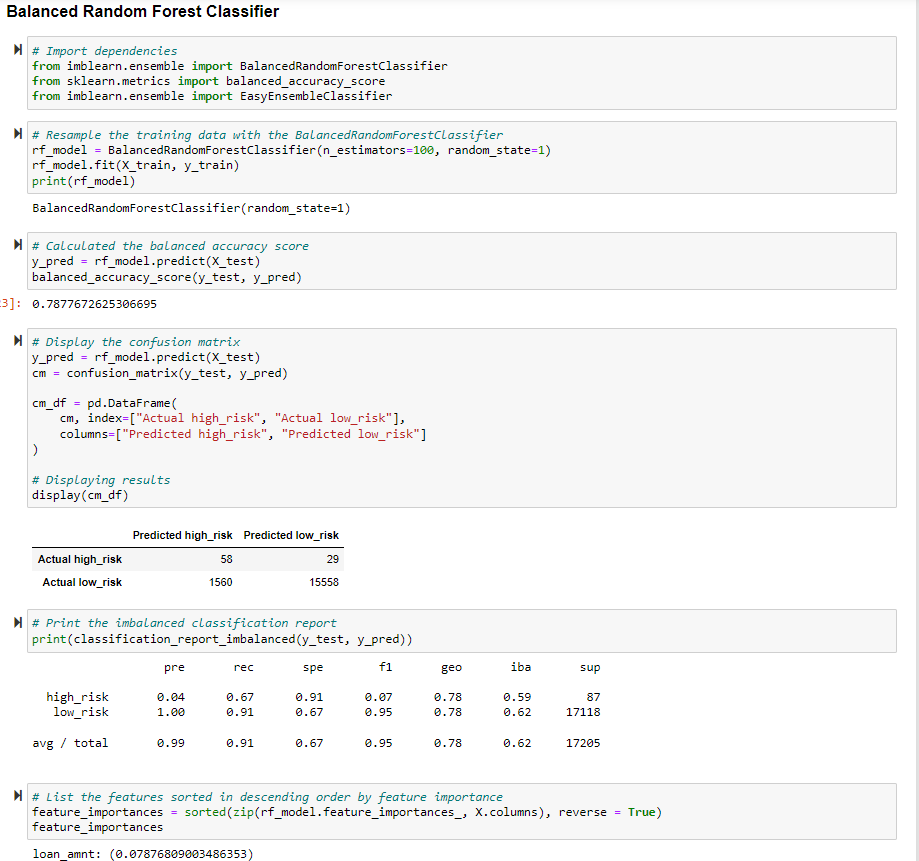 Balanced Random Forest Classifier
# Import dependencies
from imblearn.ensemble import BalancedRandomForestClassifier
from sklearn.metrics import balanced_accuracy_score
from imblearn.ensemble import EasyEnsembleClassifier
# Resample the training data with the BalancedRandomForestClassifier
rf_model = BalancedRandomForestClassifier(n_estimators=100, random_state=1)
rf_model.fit(X_train, y_train)
print(rf_model)
BalancedRandomForestClassifier(random_state=1)
# Calculated the balanced accuracy score
y_pred = rf_model.predict(X_test)
balanced_accuracy_score(y_test, y_pred)
3]: 0.7877672625306695
# Display the confusion matrix
y_pred = rf_model.predict(X_test)
cm = confusion_matrix(y_test, y_pred)
cm_df = pd.DataFrame(
cm, index=["Actual high_risk", "Actual low_risk"],
columns=["Predicted high_risk", "Predicted low_risk"]
)
# Displaying results
display(cm_df)
Predicted high_risk Predicted low_risk
Actual high_risk 58 29
Actual low_risk 1560 15558
# Print the imbalanced classification report
print(classification_report_imbalanced(y_test, y_pred))
pre rec spe f1 geo iba sup
high_risk 0.04 0.67 0.91 0.07 0.78 0.59 87
low_risk 1.00 0.91 0.67 0.95 0.78 0.62 17118
avg / total 0.99 0.91 0.67 0.95 0.78 0.62 17205
# List the features sorted in descending order by feature importance
feature_importances = sorted(zip(rf_model.feature_importances_, X.columns), reverse = True)
feature_importances
loan_amnt: (0.07876809003486353)